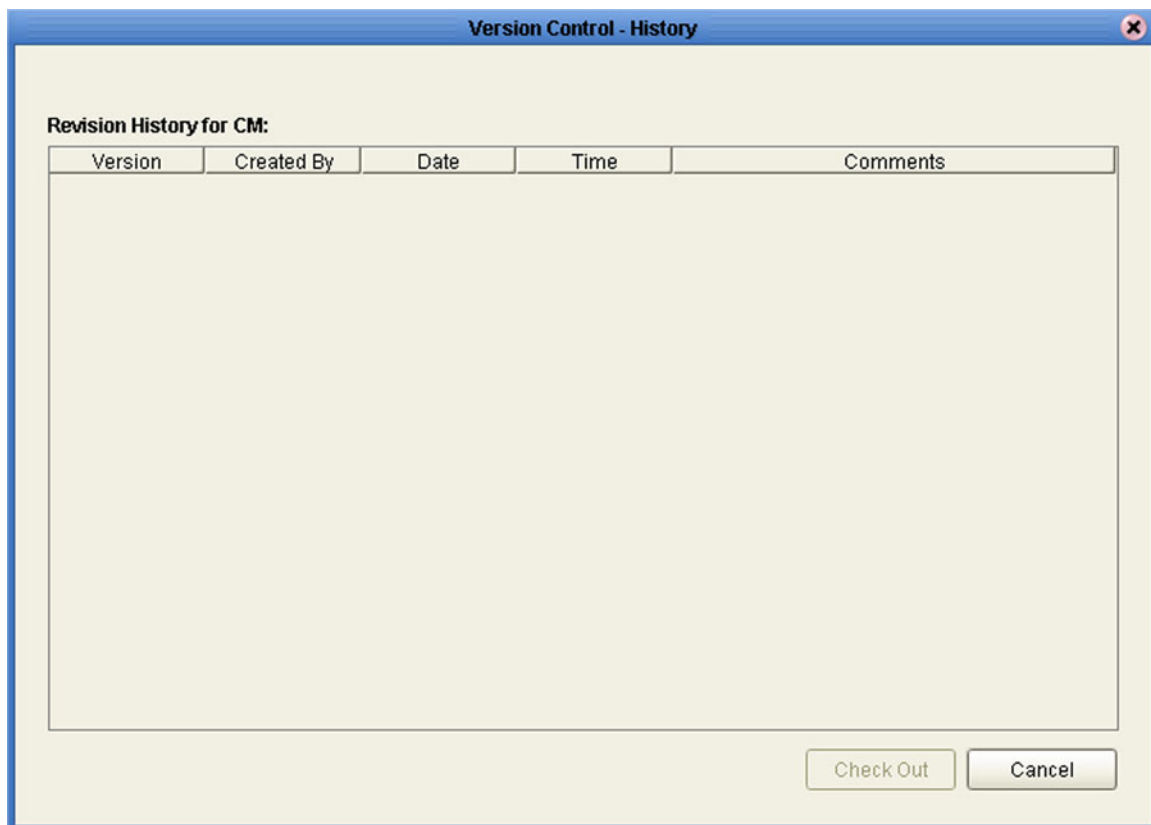 Version Control - History
Revision History for CM:
Version Created By Date Time Comments
Check Out Cancel